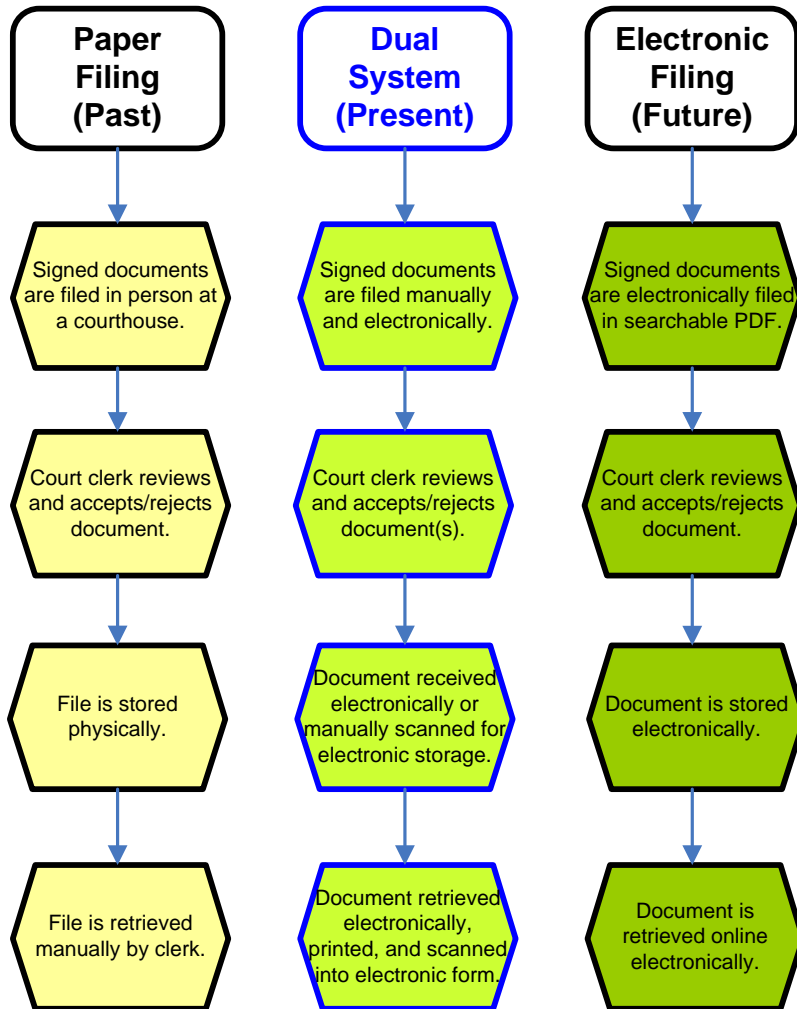 Paper
Filing
(Past)
Signed documents
are filed in person at
a courthouse.
Court clerk reviews
and accepts/rejects
document.
File is stored
physically.
File is retrieved
manually by clerk.
Dual
System
(Present)
Signed documents
are filed manually
and electronically.
Court clerk reviews
and accepts/rejects
document(s).
Document received
electronically or
manually scanned for
electronic storage.
Document retrieved
electronically,
printed, and scanned
into electronic form.
Electronic
Filing
(Future)
Signed documents
are electronically filed
in searchable PDF.
Court clerk reviews
and accepts/rejects
document.
Document is stored
electronically.
Document is
retrieved online
electronically.